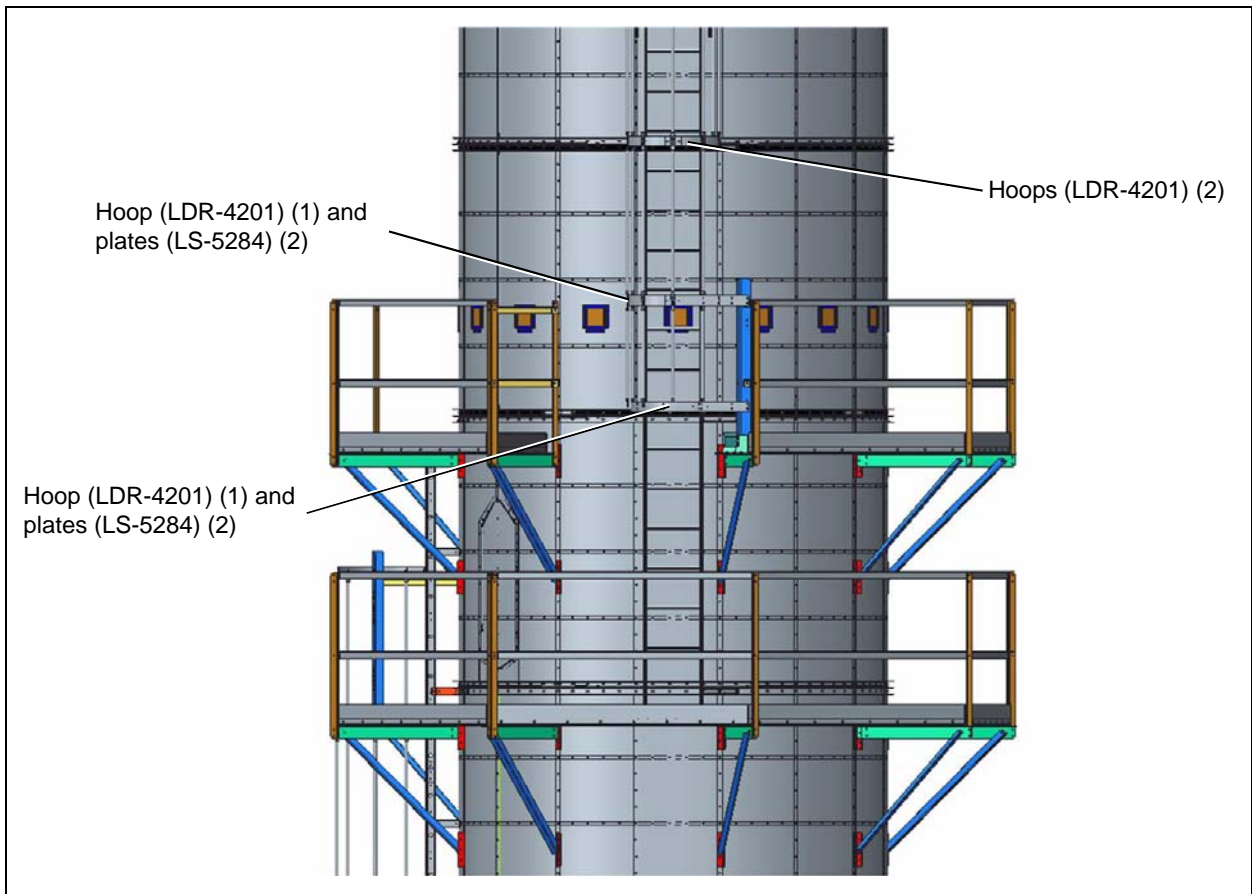 Hoops (LDR-4201) (2)
Hoop (LDR-4201) (1) and
plates (LS-5284) (2)
Hoop (LDR-4201) (1) and
plates (LS-5284) (2)